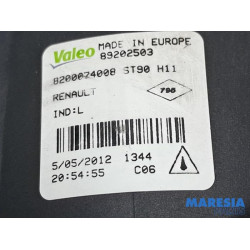 Valeo MADE IN EUROPE
89202503
8200024008 ST90 H11
RENAULT
795
IND:L
5/05/2012 1344
20:54:55 C06
MARESIA